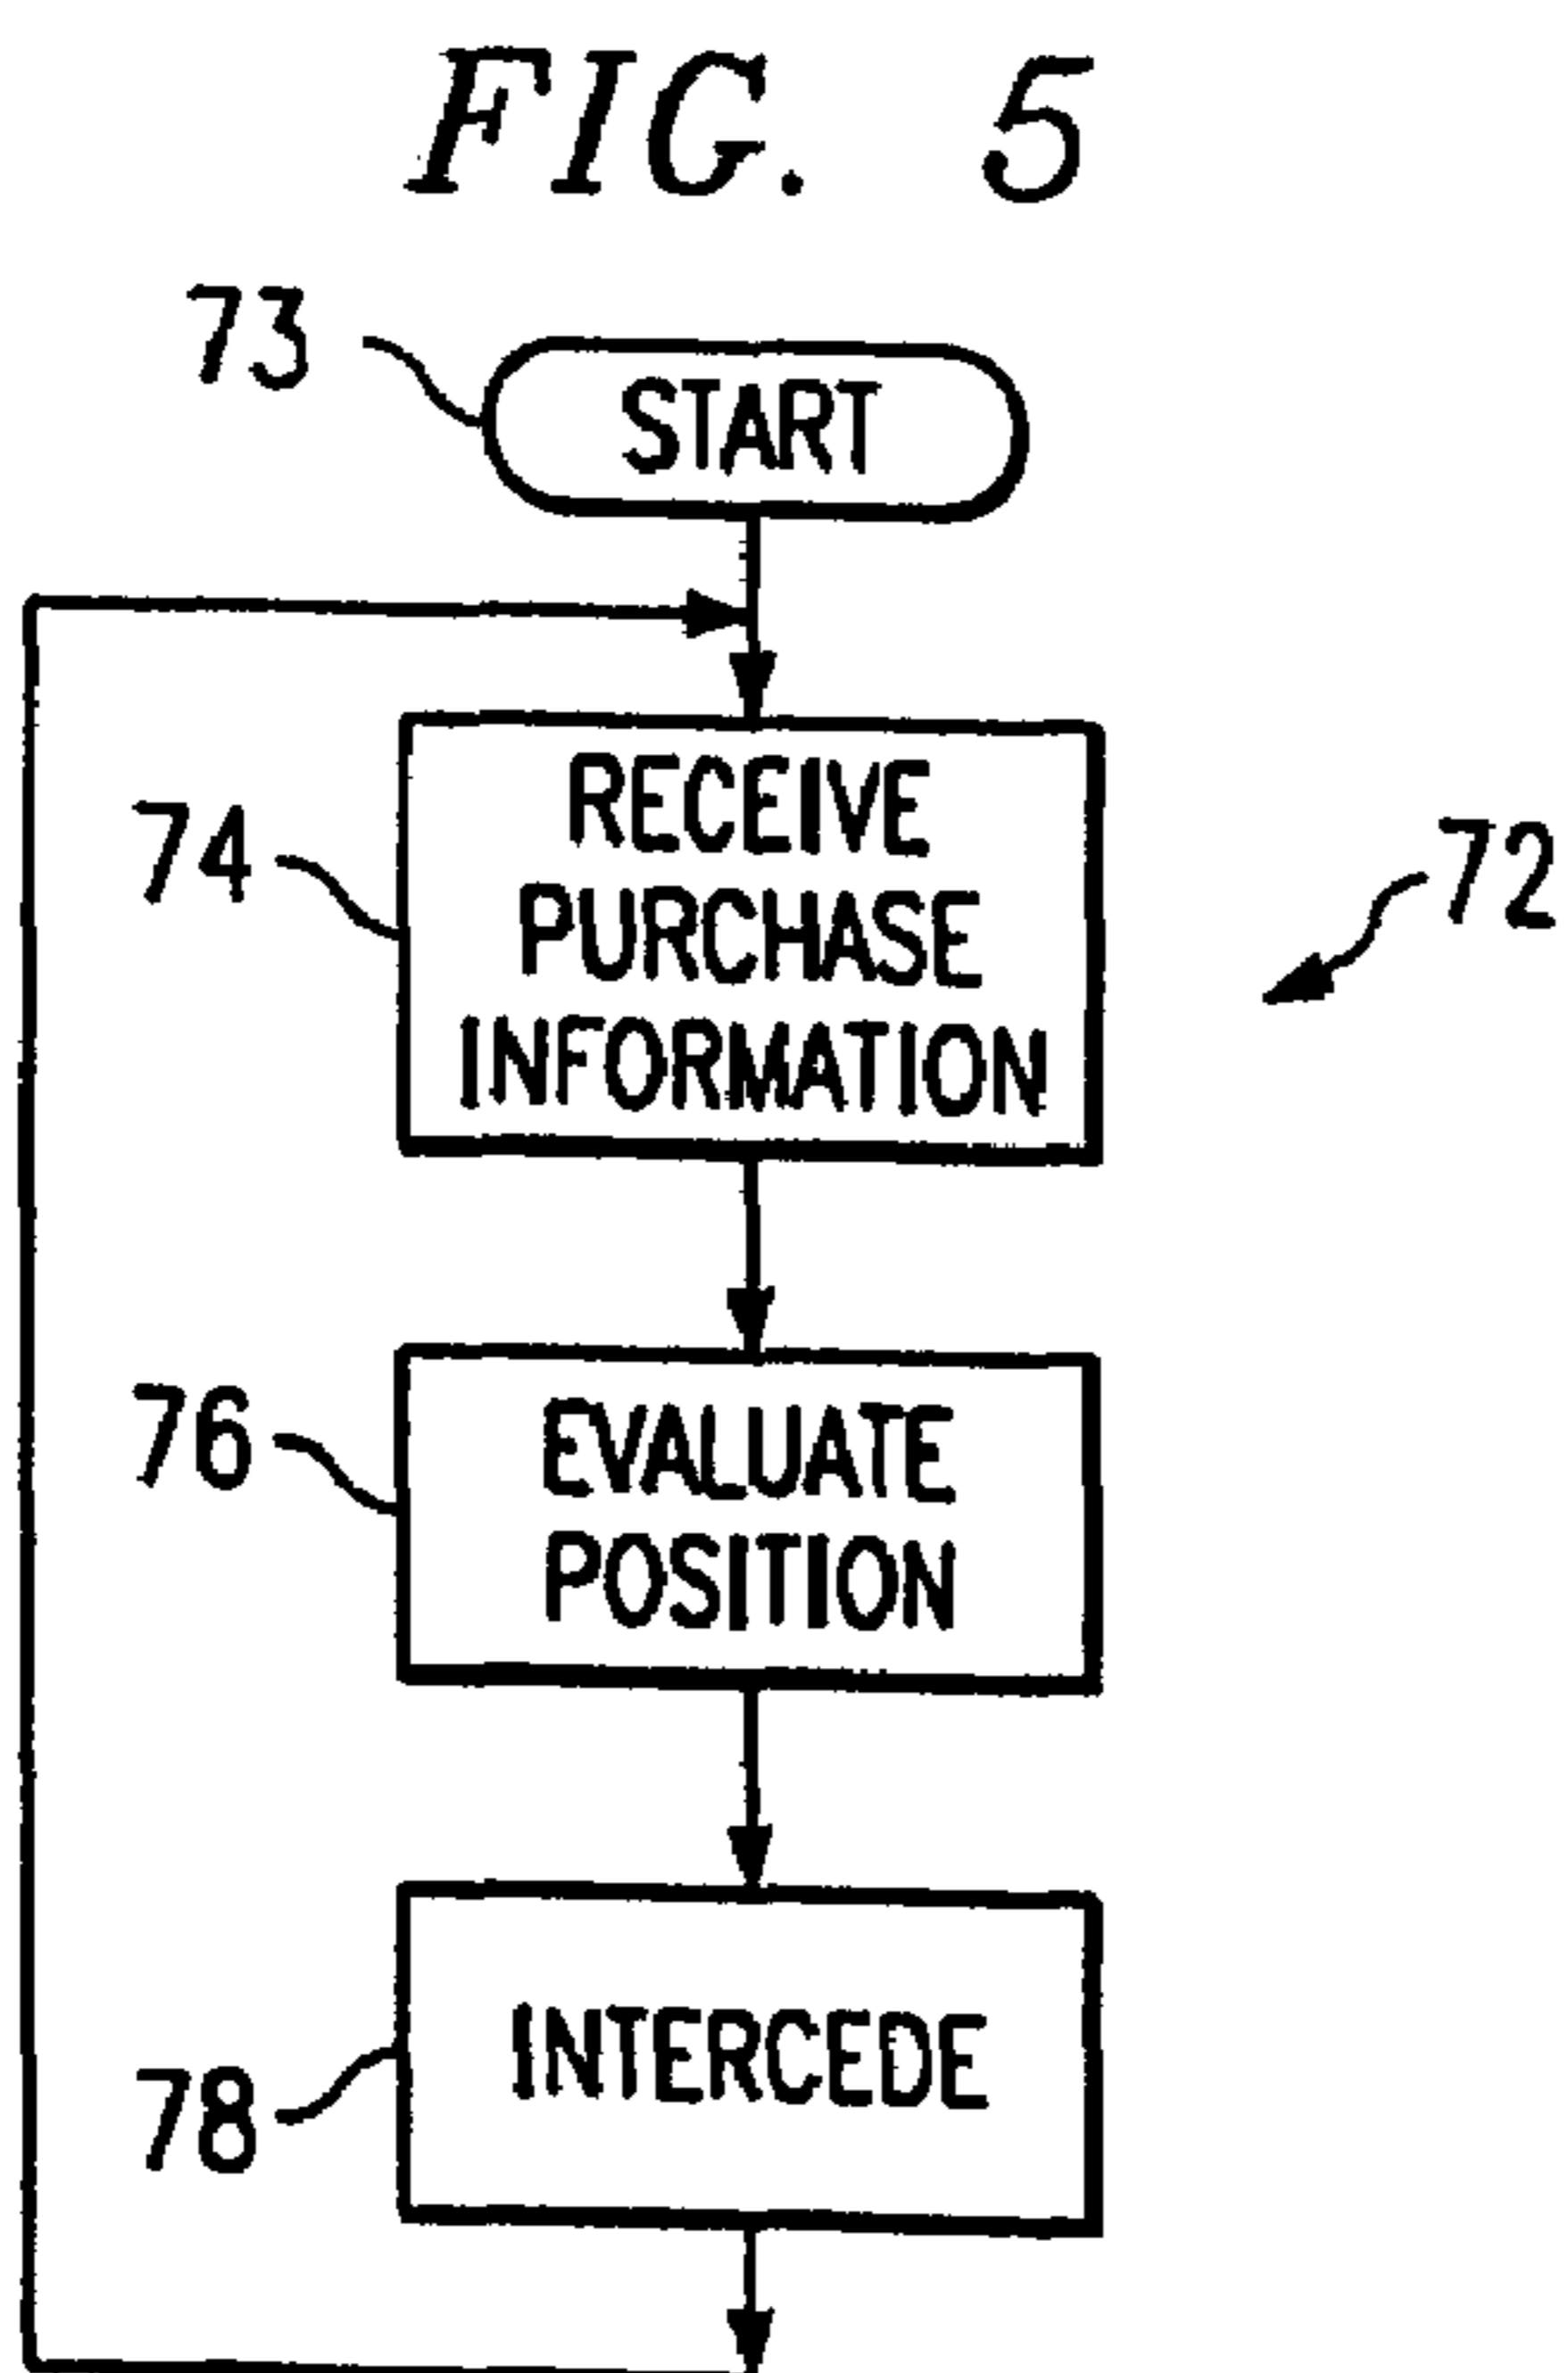 FIG. 5
73
START
74
RECEIVE
PURCHASE
INFORMATION
72
76
EVALUATE
POSITION
78
INTERCEDE